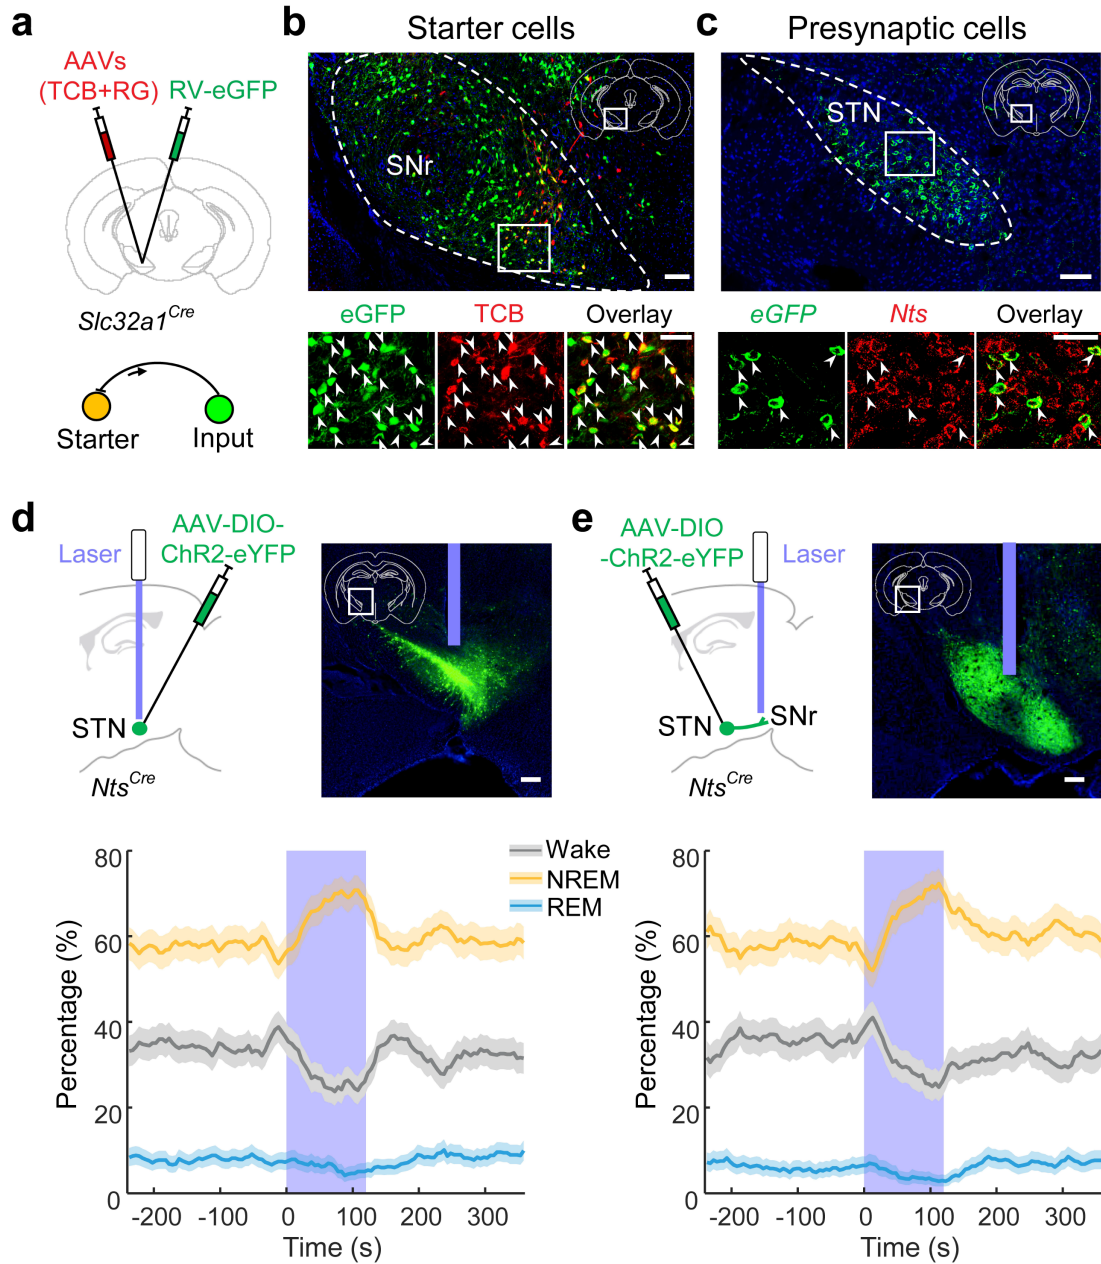 a
AAVs
(TCB+RG) RV-eGFP
Slc32a1Cre
Starter Input
b Starter cells
SNr
eGFP TCB Overlay
c Presynaptic cells
STN
eGFP Nts Overlay
d
Laser
AAV-DIO-
ChR2-eYFP
STN
NtsCre
e
AAV-DIO
-ChR2-eYFP
Laser
STN SNr
NtsCre
Wake
NREM
REM
Percentage (%)
80
60
40
20
0
-200 -100 0 100 200 300
Time (s)
Percentage (%)
80
60
40
20
0
-200 -100 0 100 200 300
Time (s)